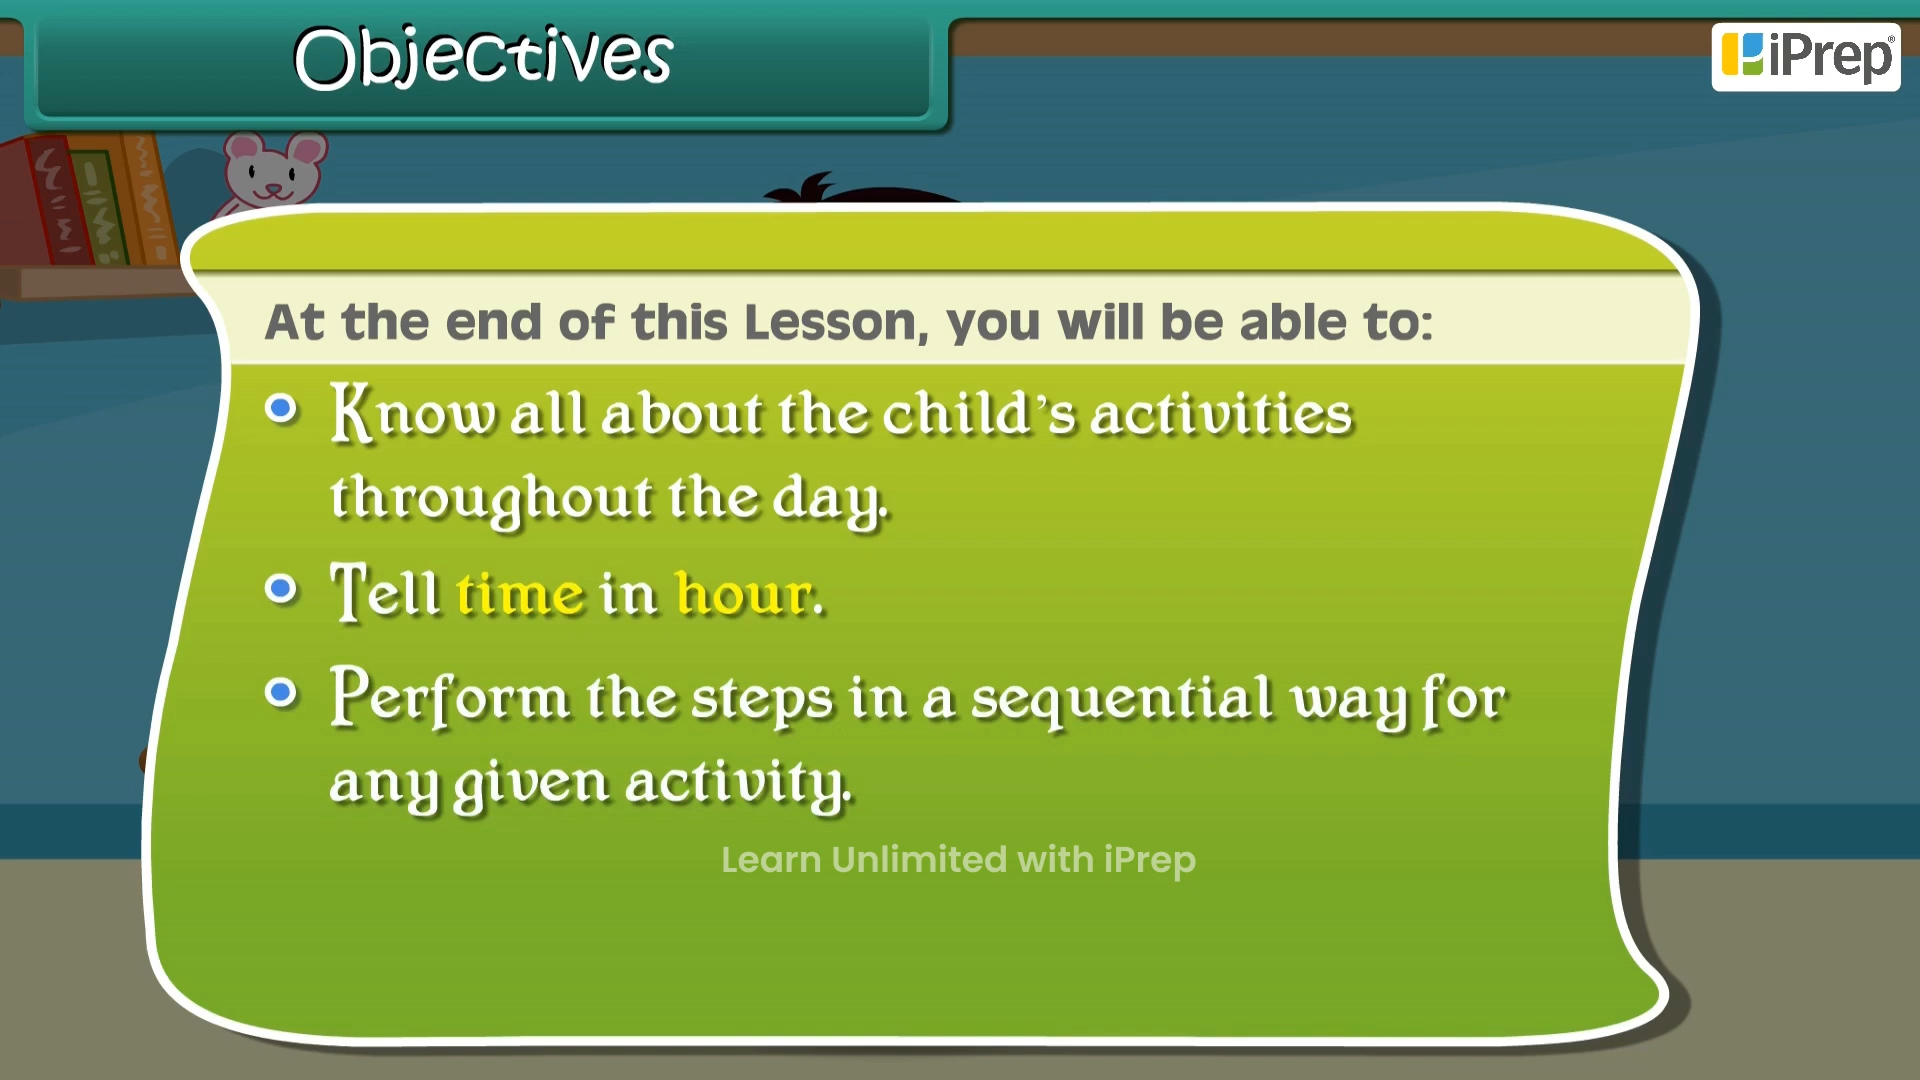 Objectives
iPrep®
At the end of this Lesson, you will be able to:
Know all about the child's activities
throughout the day.
Tell time in hour.
Perform the steps in a sequential way for
any given activity.
Learn Unlimited with iPrep